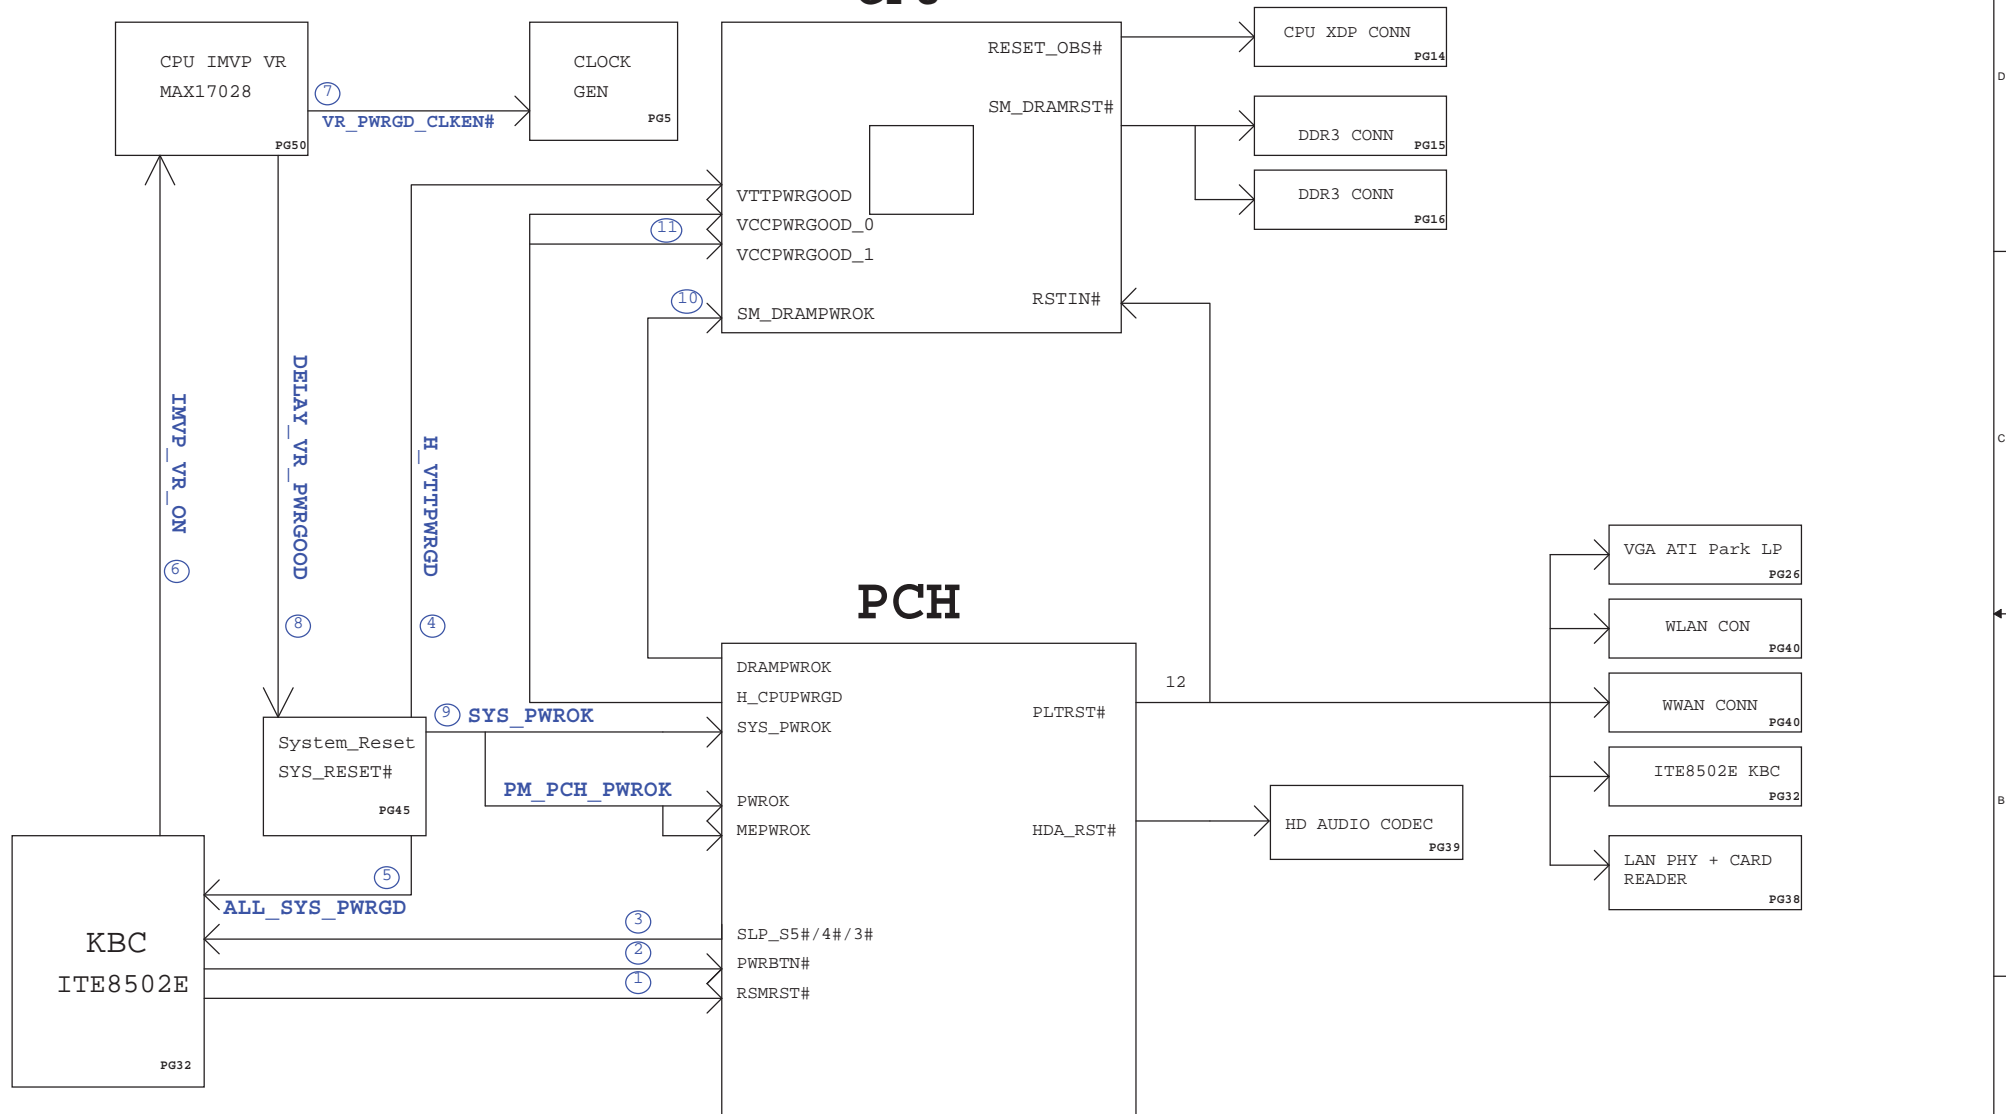 CPU IMVP VR
MAX17028
PG50
7
VR_PWRGD_CLKEN#
CLOCK
GEN
PG5
RESET_OBS#
SM_DRAMRST#
VTTPWRGOOD
VCCPWRGOOD_0
VCCPWRGOOD_1
11
10
SM_DRAMPWROK
RSTIN#
CPU XDP CONN
PG14
DDR3 CONN
PG15
DDR3 CONN
PG16
D
C
B
IMVP_VR_ON
6
DELAY_VR_PWRGOOD
8
H_VTTPWRGD
4
PCH
DRAMPWROK
H_CPUPWRGD
SYS_PWROK
PWROK
MEPWROK
SLP_S5#/4#/3#
PWRBTN#
RSMRST#
PLTRST#
HDA_RST#
12
9 SYS_PWROK
PM_PCH_PWROK
System_Reset
SYS_RESET#
PG45
5
ALL_SYS_PWRGD
3
2
1
KBC
ITE8502E
PG32
HD AUDIO CODEC
PG39
VGA ATI Park LP
PG26
WLAN CON
PG40
WWAN CONN
PG40
ITE8502E KBC
PG32
LAN PHY + CARD
READER
PG38